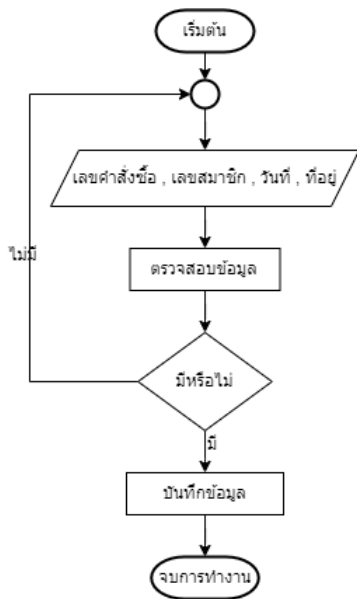 เริ่มต้น
เลขคำสั่งซื้อ , เลขสมาชิก , วันที่ , ที่อยู่
ตรวจสอบข้อมูล
ไม่มี
มีหรือไม่
มี
บันทึกข้อมูล
จบการทำงาน